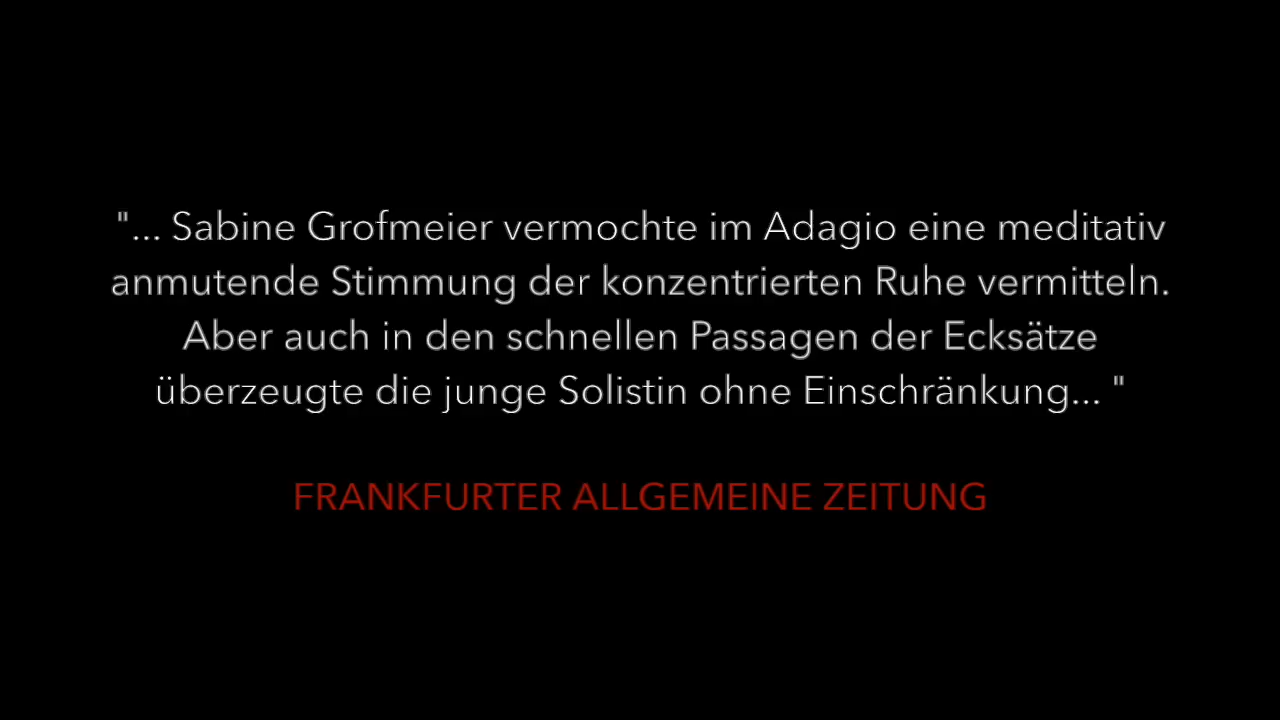 "... Sabine Grofmeier vermochte im Adagio eine meditativ
anmutende Stimmung der konzentrierten Ruhe vermitteln.
Aber auch in den schnellen Passagen der Ecksätze
überzeugte die junge Solistin ohne Einschränkung... "
FRANKFURTER ALLGEMEINE ZEITUNG